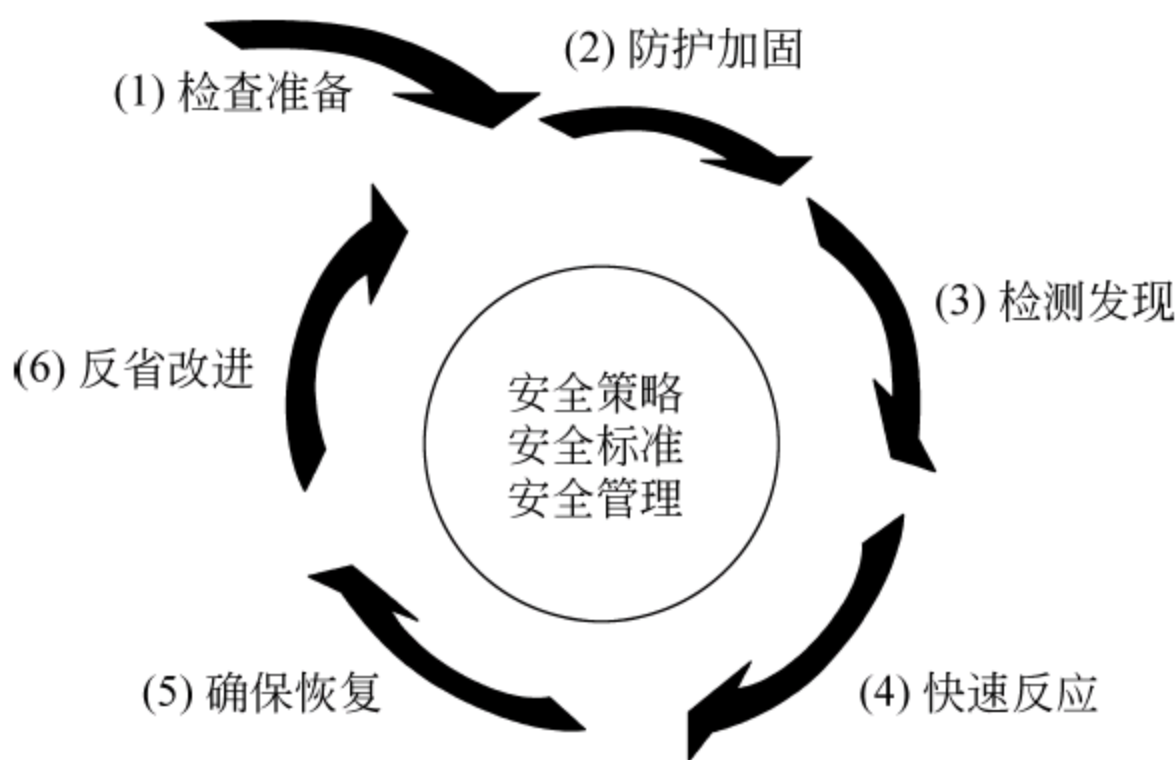 (1) 检查准备
(2) 防护加固
(3) 检测发现
(4) 快速反应
(5) 确保恢复
(6) 反省改进
安全策略
安全标准
安全管理